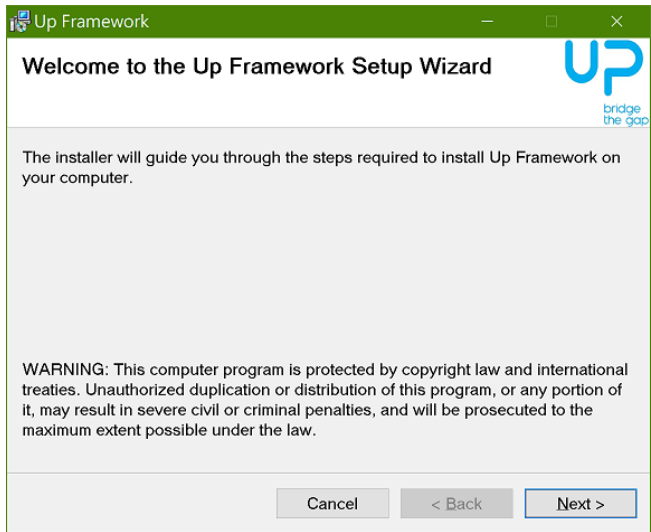 Up Framework
Welcome to the Up Framework Setup Wizard
UP
bridge
the gap
The installer will guide you through the steps required to install Up Framework on
your computer.
WARNING: This computer program is protected by copyright law and international
treaties. Unauthorized duplication or distribution of this program, or any portion of
it, may result in severe civil or criminal penalties, and will be prosecuted to the
maximum extent possible under the law.
Cancel < Back Next >